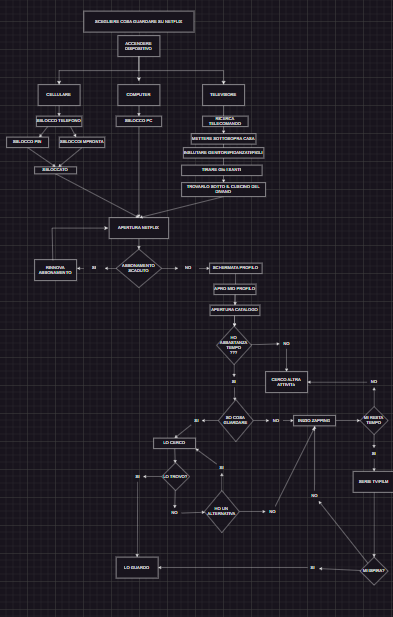 SCEGLIERE COSA GUARDARE SU NETFLIX
ACCENDERE
DISPOSITIVO
CELLULARE
COMPUTER
TELEVISORE
SBLOCCO TELEFONO
SBLOCCO PC
RICERCA
TELECOMANDO
SBLOCCO PIN
SBLOCCO IMPRONTA
METTERE SOTTOSOPRA CASA
INSULTARE GENITORI/FIDANZATI/FIGLI
SBLOCCATO
TIRARE GIÙ I SANTI
TROVARLO SOTTO IL CUSCINO DEL
DIVANO
APERTURA NETFLIX
RINNOVA
ABBONAMENTO
SI
ABBONAMENTO
SCADUTO
NO
SCHERMATA PROFILO
APRO MIO PROFILO
APERTURA CATALOGO
HO
ABBASTANZA
TEMPO
???
NO
SI
CERCO ALTRA
ATTIVITÀ
NO
SI
SO COSA
GUARDARE
NO
INIZIO ZAPPING
MI RESTA
TEMPO
LO CERCO
SI
SI
LO TROVO?
SI
SERIE TV/FILM
NO
NO
HO UN
ALTERNATIVA
NO
LO GUARDO
SI
MI ISPIRA?